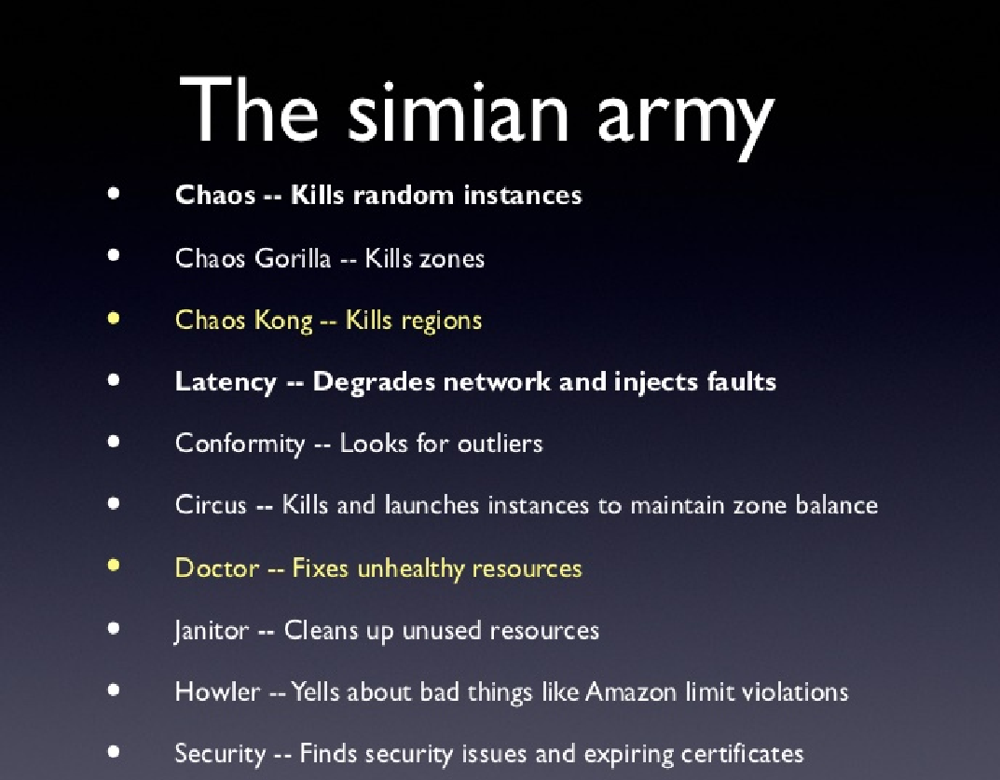 The simian army
• Chaos -- Kills random instances
• Chaos Gorilla -- Kills zones
• Chaos Kong -- Kills regions
• Latency -- Degrades network and injects faults
• Conformity -- Looks for outliers
• Circus -- Kills and launches instances to maintain zone balance
• Doctor -- Fixes unhealthy resources
• Janitor -- Cleans up unused resources
• Howler -- Yells about bad things like Amazon limit violations
• Security -- Finds security issues and expiring certificates